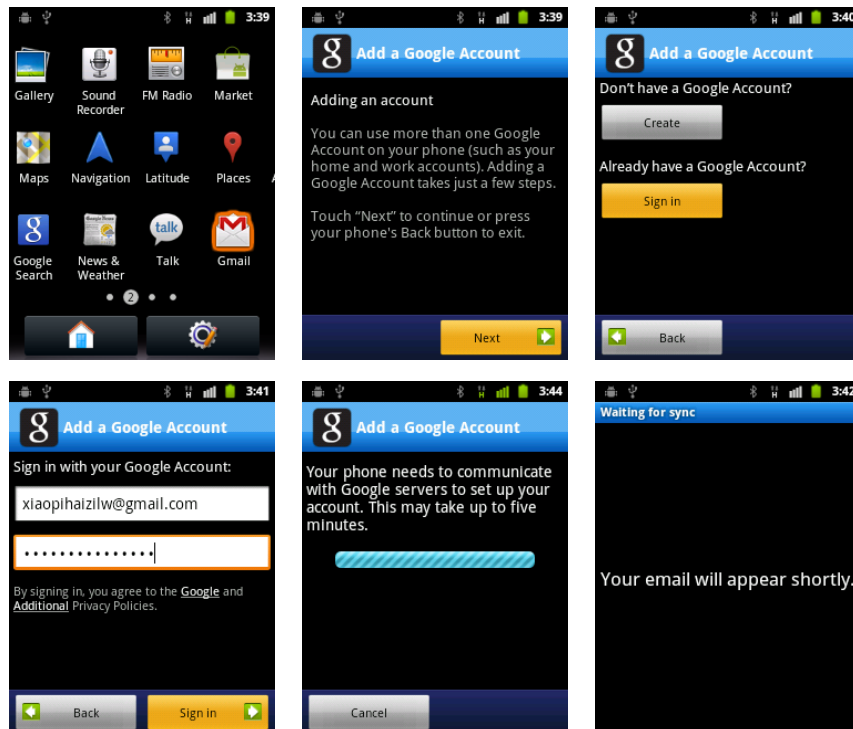 3:39
Gallery
Sound
Recorder
FM Radio
Market
Maps
Navigation
Latitude
Places
Google
Search
News &
Weather
talk
Talk
Gmail
2
H
3:39
g
Add a Google Account
Adding an account
You can use more than one Google
Account on your phone (such as your
home and work accounts). Adding a
Google Account takes just a few steps.
Touch “Next” to continue or press
your phone's Back button to exit.
Next
H
3:40
g
Add a Google Account
Don’t have a Google Account?
Create
Already have a Google Account?
Sign in
Back
H
3:41
g
Add a Google Account
Sign in with your Google Account:
xiaopihaizilw@gmail.com
By signing in, you agree to the Google and
Additional Privacy Policies.
Back
Sign in
H
3:44
g
Add a Google Account
Your phone needs to communicate
with Google servers to set up your
account. This may take up to five
minutes.
Cancel
H
3:42
Waiting for sync
Your email will appear shortly.